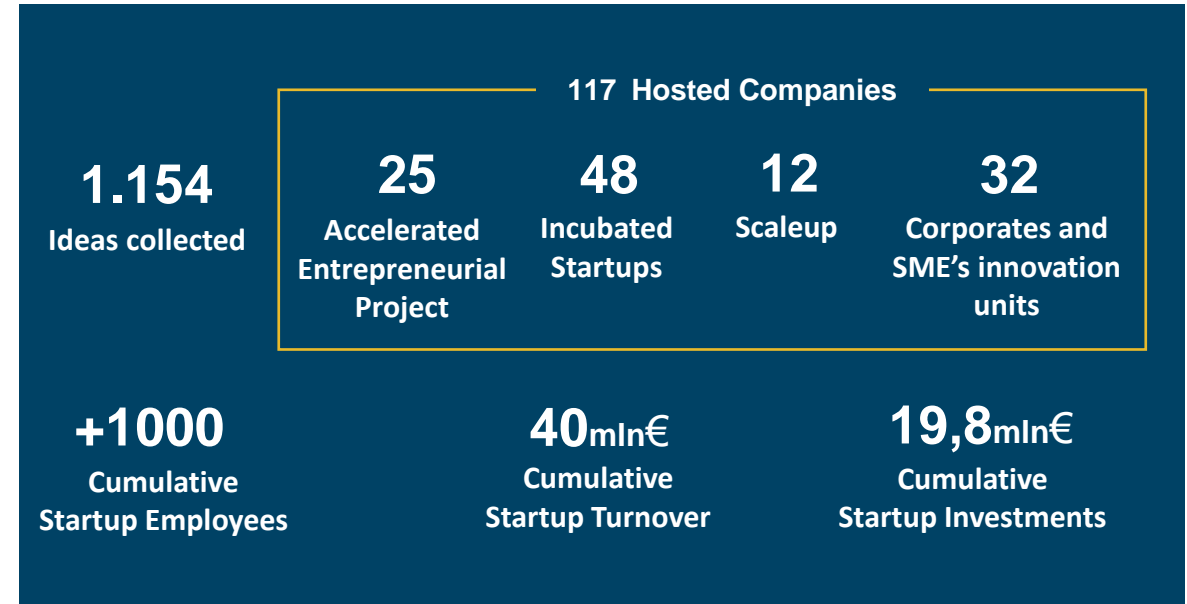 117 Hosted Companies
1.154
Ideas collected
25
Accelerated
Entrepreneurial
Project
48
Incubated
Startups
12
Scaleup
32
Corporates and
SME’s innovation
units
+1000
Cumulative
Startup Employees
40mln€
Cumulative
Startup Turnover
19,8mln€
Cumulative
Startup Investments